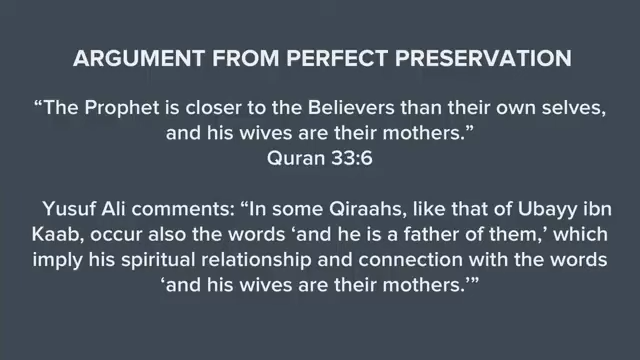 ARGUMENT FROM PERFECT PRESERVATION
“The Prophet is closer to the Believers than their own selves,
and his wives are their mothers.”
Quran 33:6
Yusuf Ali comments: “In some Qiraahs, like that of Ubayy ibn
Kaab, occur also the words ‘and he is a father of them,’ which
imply his spiritual relationship and connection with the words
‘and his wives are their mothers.’”